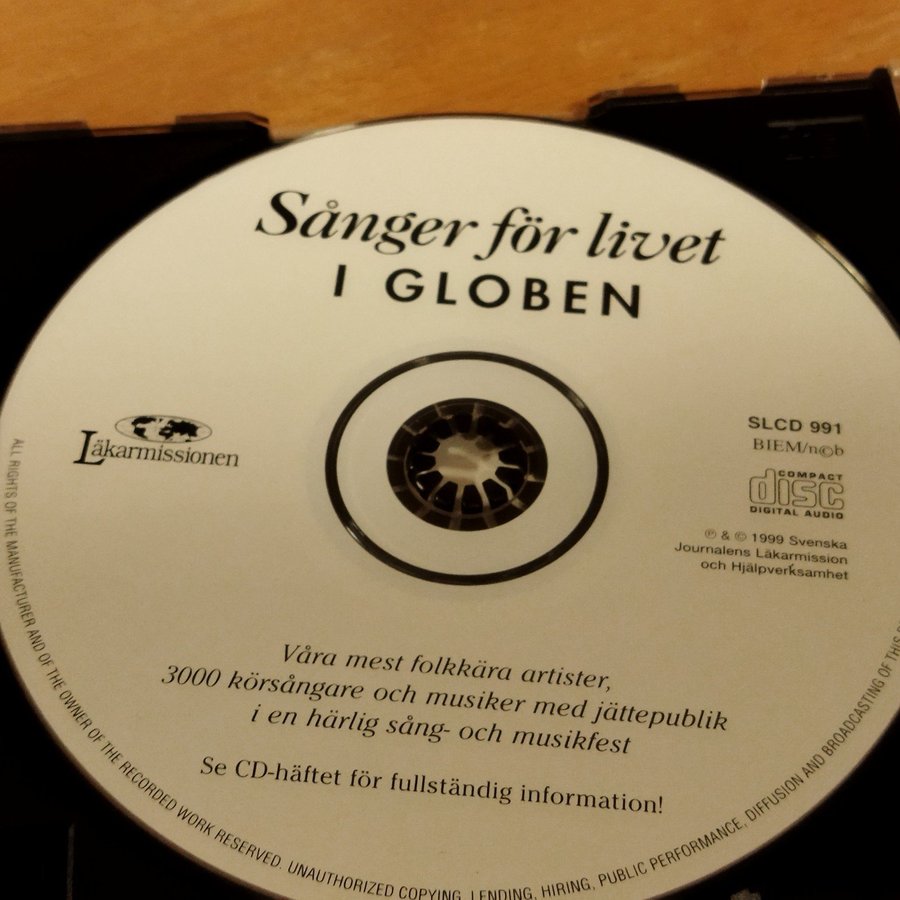 Sånger för livet
I GLOBEN
Läkarmissionen
SLCD 991
BIEM/n©b
COMPACT
disc
DIGITAL AUDIO
℗ & © 1999 Svenska
Journalens Läkarmission
och Hjälpverksamhet
Våra mest folkkära artister,
3000 körsångare och musiker med jättepublik
i en härlig sång- och musikfest
Se CD-häftet för fullständig information!
ALL RIGHTS OF THE MANUFACTURER AND OF THE OWNER OF THE RECORDED WORK RESERVED. UNAUTHORIZED COPYING, LENDING, HIRING, PUBLIC PERFORMANCE, DIFFUSION AND BROADCASTING OF THIS